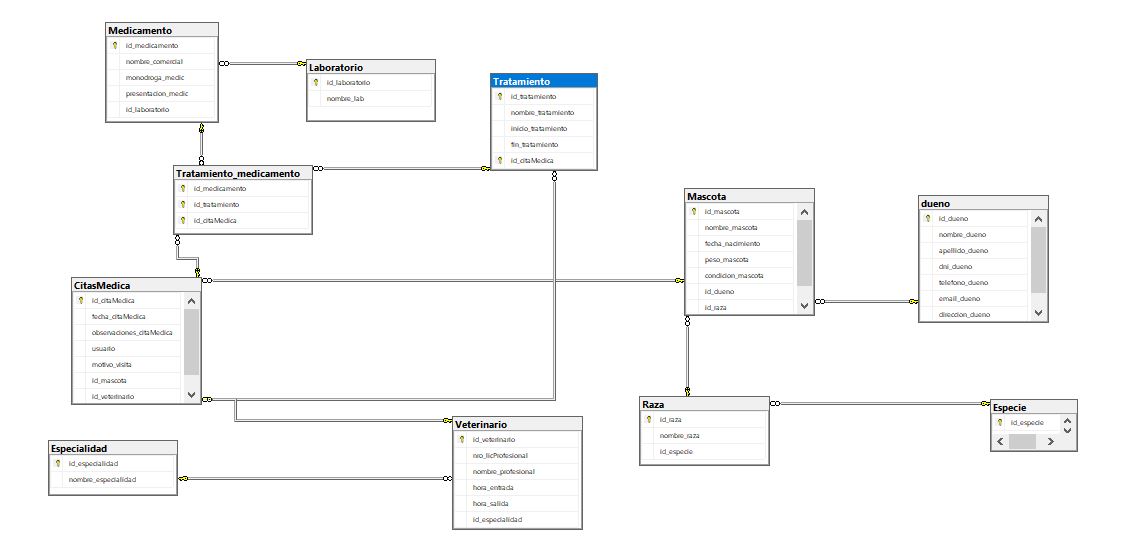 Medicamento
id_medicamento
nombre_comercial
monodroga_medic
presentacion_medic
id_laboratorio
Laboratorio
id_laboratorio
nombre_lab
Tratamiento
id_tratamiento
nombre_tratamiento
inicio_tratamiento
fin_tratamiento
id_citaMedica
Tratamiento_medicamento
id_medicamento
id_tratamiento
id_citaMedica
Mascota
id_mascota
nombre_mascota
fecha_nacimiento
peso_mascota
condicion_mascota
id_dueno
id_raza
dueno
id_dueno
nombre_dueno
apellido_dueno
dni_dueno
telefono_dueno
email_dueno
direccion_dueno
CitasMedica
id_citaMedica
fecha_citaMedica
observaciones_citaMedica
usuario
motivo_visita
id_mascota
id_veterinario
Raza
id_raza
nombre_raza
id_especie
Especie
id_especie
Veterinario
id_veterinario
nro_licProfesional
nombre_profesional
hora_entrada
hora_salida
id_especialidad
Especialidad
id_especialidad
nombre_especialidad